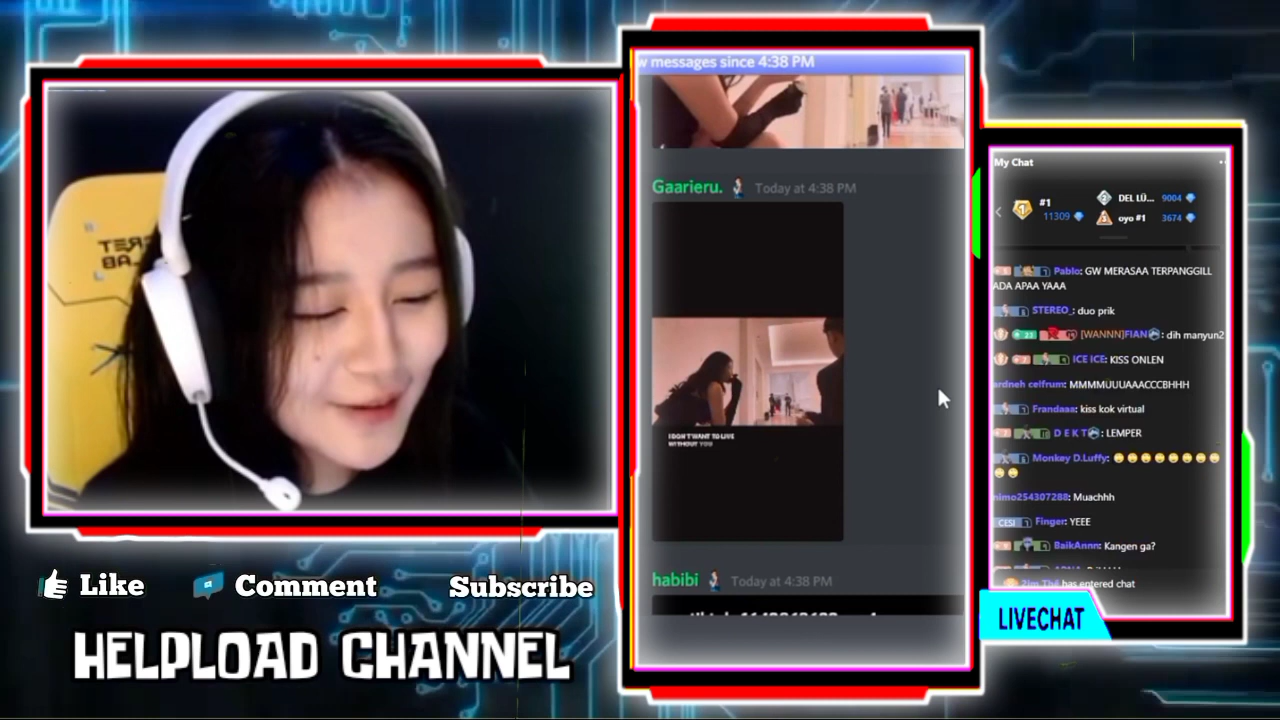 w messages since 4:38 PM
Gaarieru. Today at 4:38 PM
I DON'T WANT TO LIVE
WITHOUT YOU
habibi Today at 4:38 PM
My Chat
#1
11309
DEL LÜ... 9004
oyo #1 3674
Pablo: GW MERASAA TERPANGGILL
ADA APAA YAAA
STEREO_: duo prik
[WANNN]FIAN: dih manyun2
ICE ICE: KISS ONLEN
ardneh celfrum: MMMMÚUUAAACCCBHHH
Frandaaa: kiss kok virtual
D E K T: LEMPER
Monkey D.Luffy:
nimo254307288: Muachhh
CESI Finger: YEEE
BaikAnnn: Kangen ga?
has entered chat
LIVECHAT
Like Comment Subscribe
HELPLOAD CHANNEL